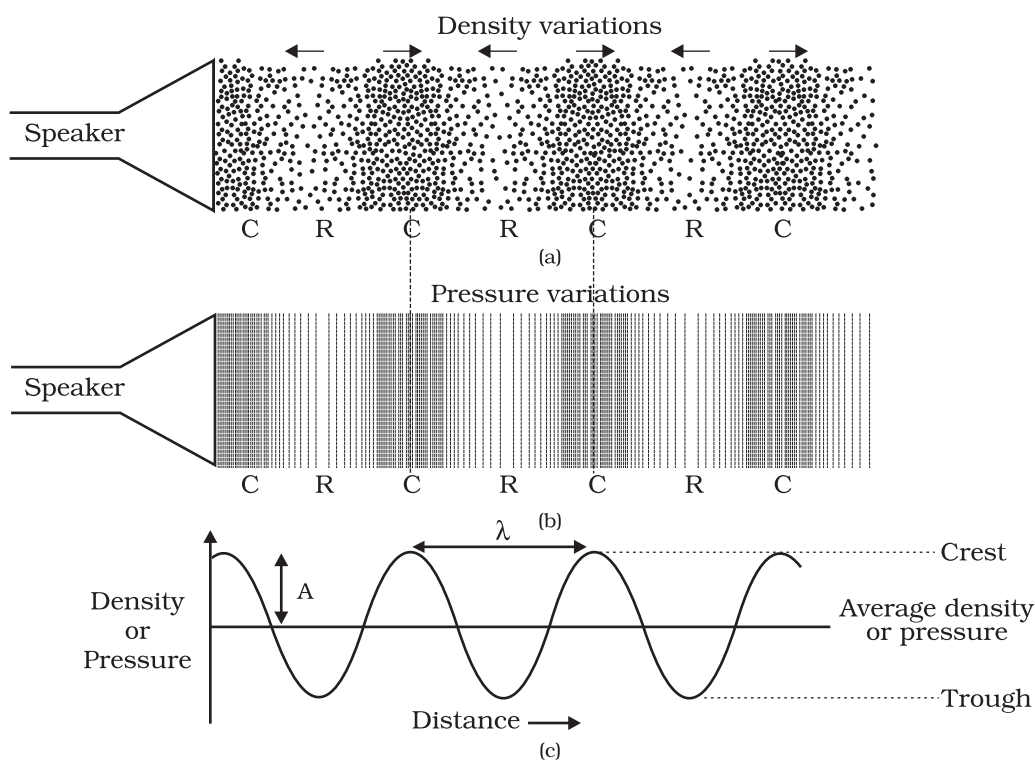 Density variations
Speaker
C R C R C R C
(a)
Pressure variations
Speaker
C R C R C R C
(b)
λ
Crest
A
Density
or
Pressure
Average density
or pressure
Trough
Distance
(c)